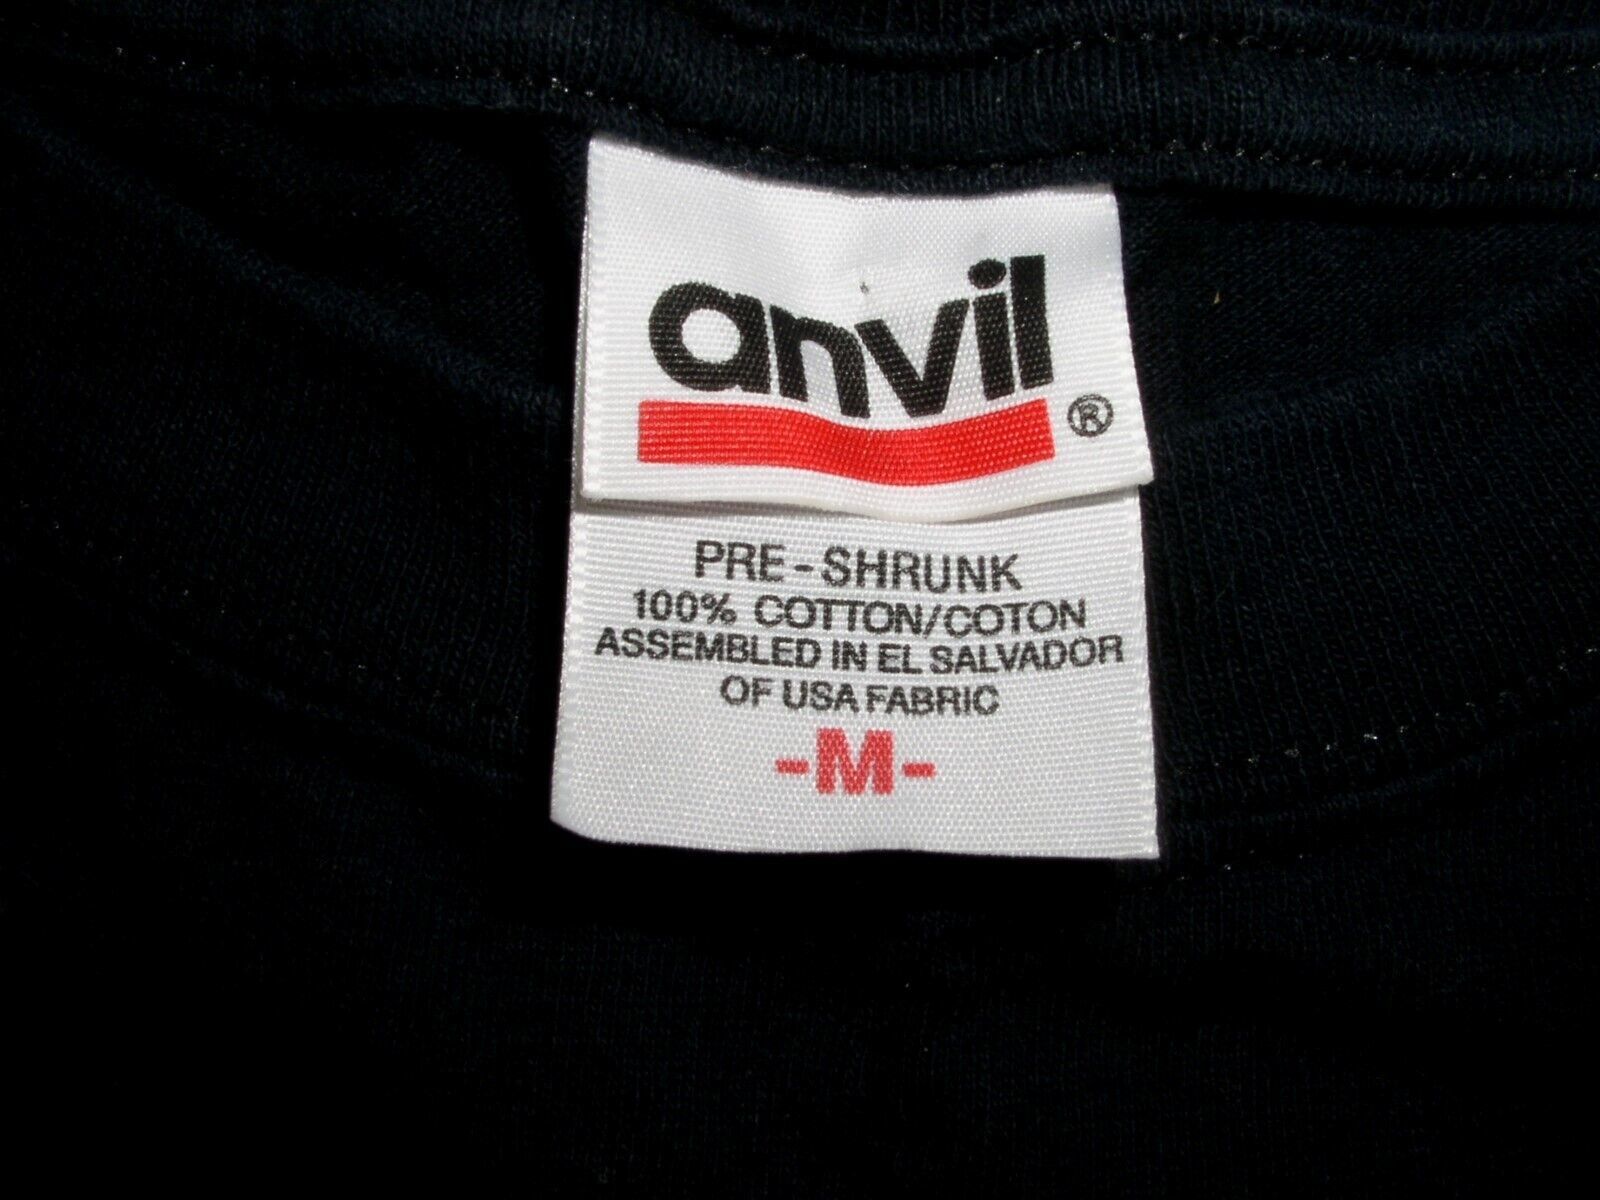 anvil®
PRE-SHRUNK
100% COTTON/COTON
ASSEMBLED IN EL SALVADOR
OF USA FABRIC
-M-